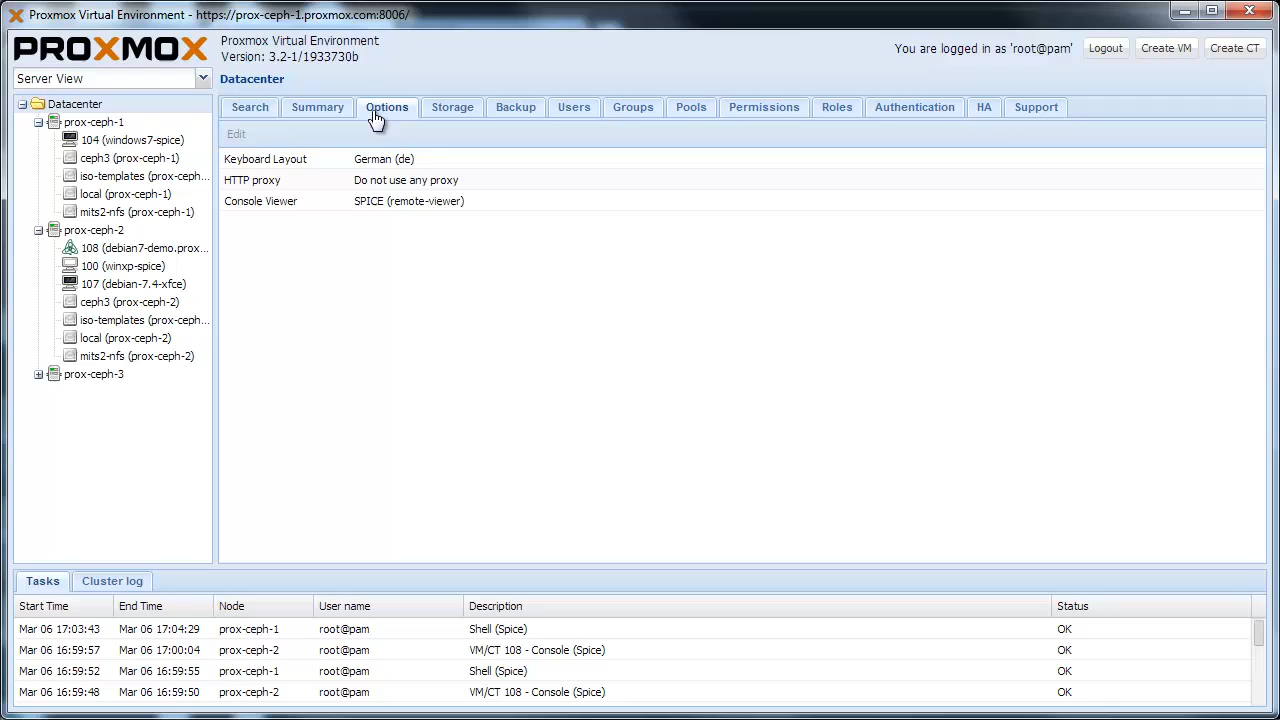 Proxmox Virtual Environment - https://prox-ceph-1.proxmox.com:8006/
PROXMOX
Proxmox Virtual Environment
Version: 3.2-1/1933730b
You are logged in as 'root@pam'
Logout
Create VM
Create CT
Server View
Datacenter
Search
Summary
Options
Storage
Backup
Users
Groups
Pools
Permissions
Roles
Authentication
HA
Support
Datacenter
prox-ceph-1
104 (windows7-spice)
ceph3 (prox-ceph-1)
iso-templates (prox-ceph...
local (prox-ceph-1)
mits2-nfs (prox-ceph-1)
prox-ceph-2
108 (debian7-demo.prox...
100 (winxp-spice)
107 (debian-7.4-xfce)
ceph3 (prox-ceph-2)
iso-templates (prox-ceph...
local (prox-ceph-2)
mits2-nfs (prox-ceph-2)
prox-ceph-3
Edit
Keyboard Layout German (de)
HTTP proxy Do not use any proxy
Console Viewer SPICE (remote-viewer)
Tasks
Cluster log
Start Time End Time Node User name Description Status
Mar 06 17:03:43 Mar 06 17:04:29 prox-ceph-1 root@pam Shell (Spice) OK
Mar 06 16:59:57 Mar 06 17:00:04 prox-ceph-2 root@pam VM/CT 108 - Console (Spice) OK
Mar 06 16:59:52 Mar 06 16:59:55 prox-ceph-1 root@pam Shell (Spice) OK
Mar 06 16:59:48 Mar 06 16:59:50 prox-ceph-2 root@pam VM/CT 108 - Console (Spice) OK